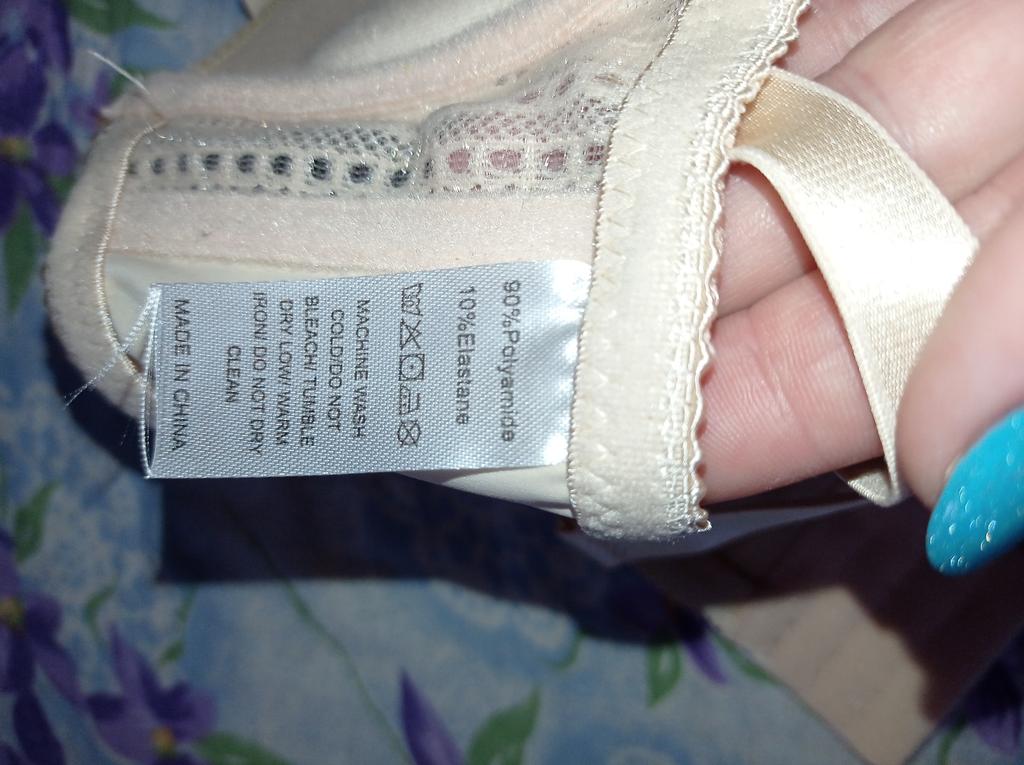 90%Polyamide
10%Elastane
MACHINE WASH
COLD/DO NOT
BLEACH/ TUMBLE
DRY LOW/ WARM
IRON/ DO NOT DRY
CLEAN
MADE IN CHINA